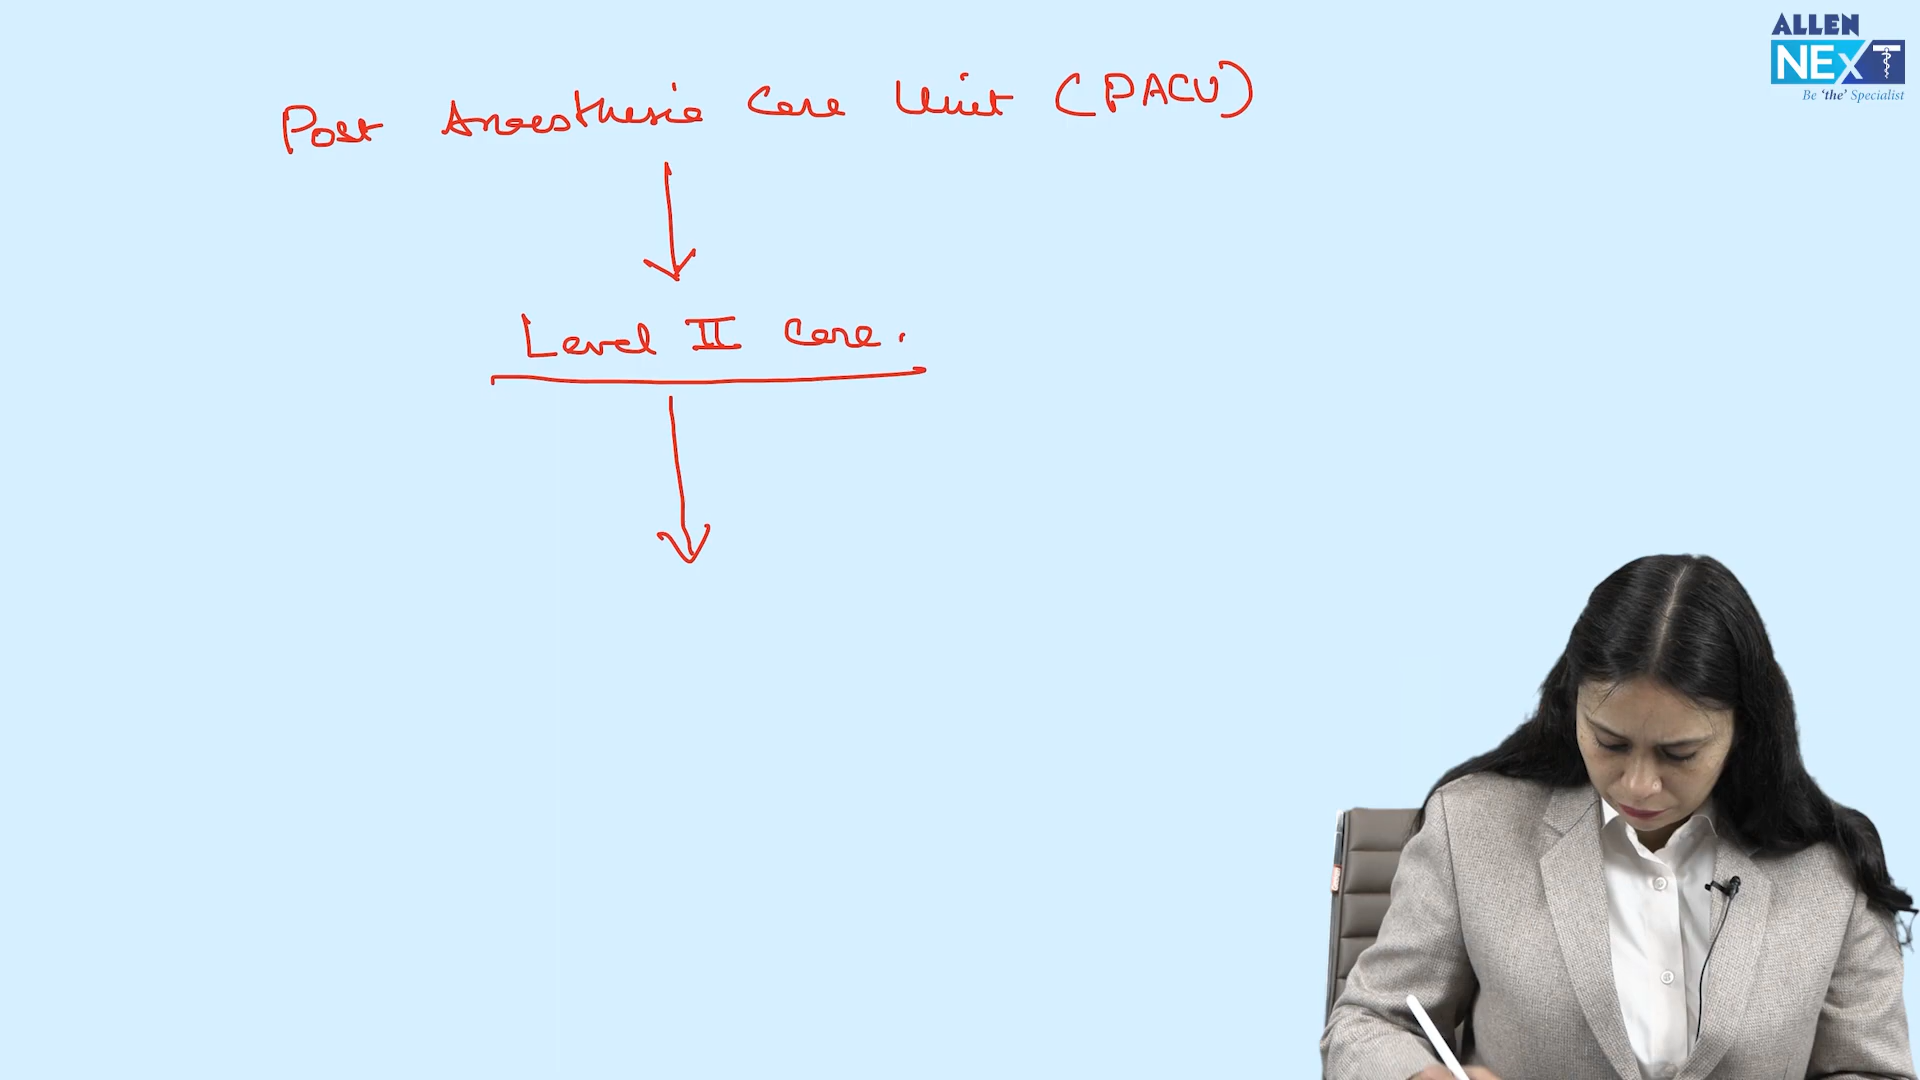 ALLEN
NExT
Be 'the' Specialist
Post Anaesthesia Care Unit (PACU)
Level II Care.